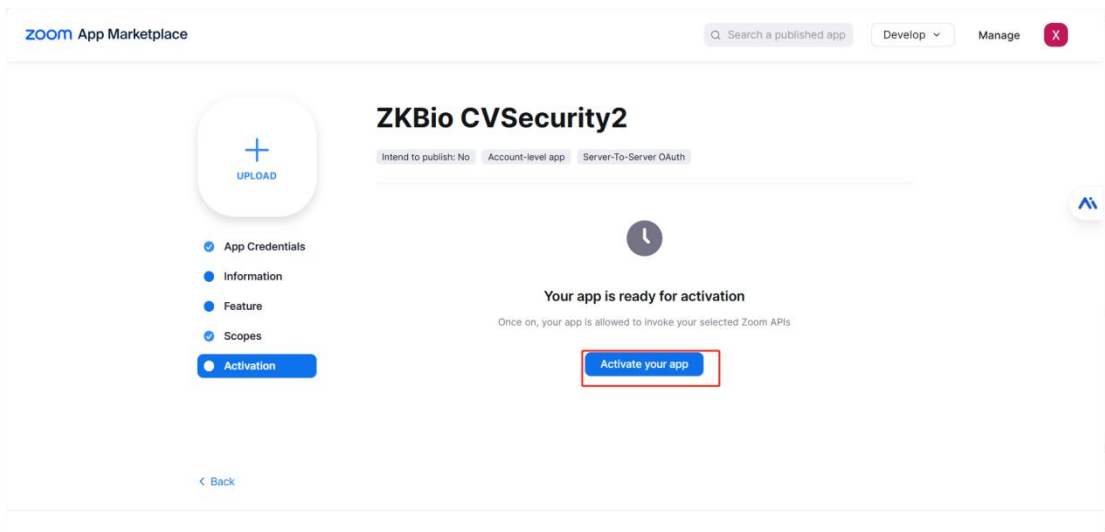 zoom App Marketplace
Search a published app
Develop
Manage
X
UPLOAD
ZKBio CVSecurity2
Intend to publish: No
Account-level app
Server-To-Server OAuth
App Credentials
Information
Feature
Scopes
Activation
Your app is ready for activation
Once on, your app is allowed to invoke your selected Zoom APIs
Activate your app
Back